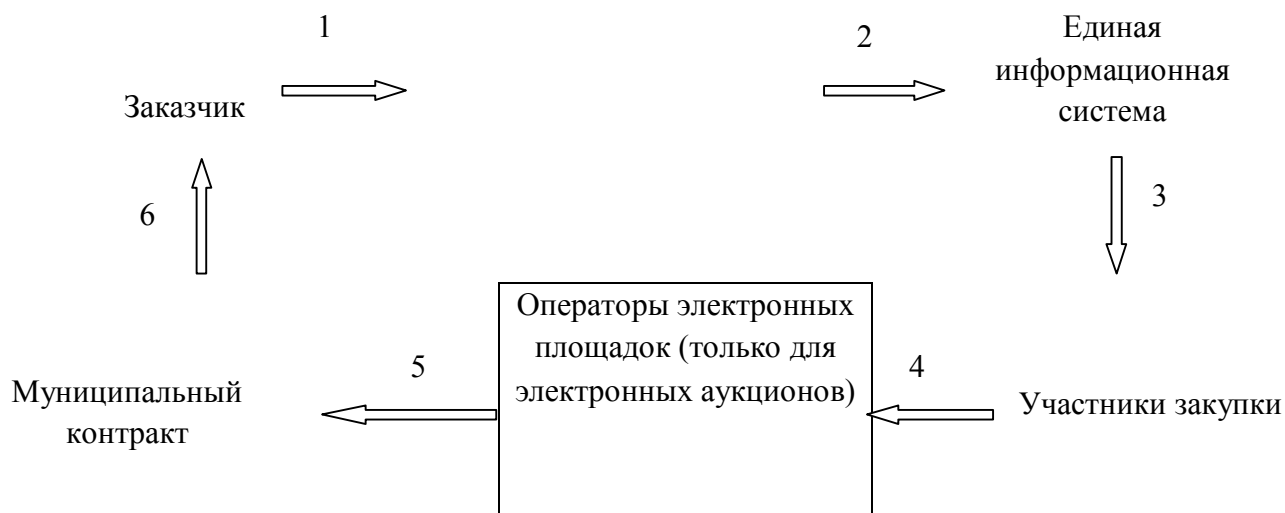 1
2
Единая
информационная
система
Заказчик
3
6
Операторы электронных
площадок (только для
электронных аукционов)
5
4
Муниципальный
контракт
Участники закупки